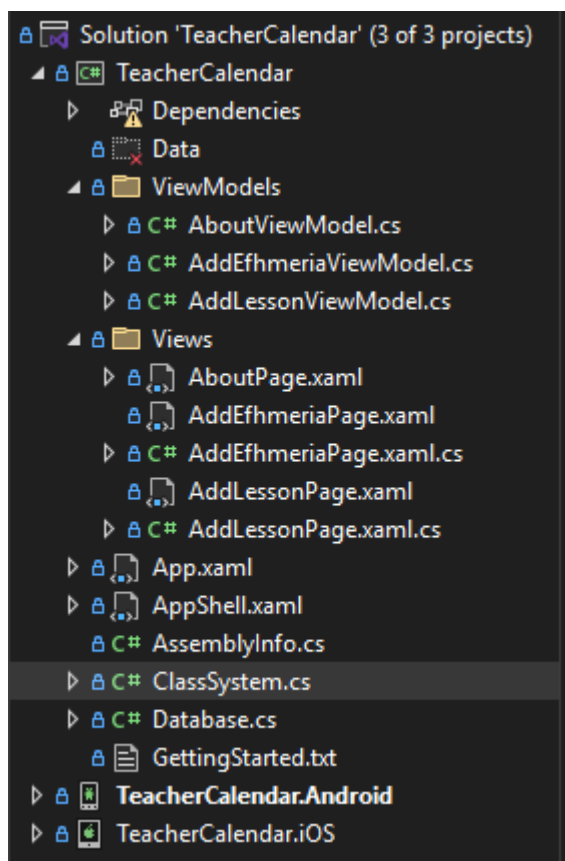 Solution 'TeacherCalendar' (3 of 3 projects)
C# TeacherCalendar
Dependencies
Data
ViewModels
C# AboutViewModel.cs
C# AddEfhmeriaViewModel.cs
C# AddLessonViewModel.cs
Views
AboutPage.xaml
AddEfhmeriaPage.xaml
C# AddEfhmeriaPage.xaml.cs
AddLessonPage.xaml
C# AddLessonPage.xaml.cs
App.xaml
AppShell.xaml
C# AssemblyInfo.cs
C# ClassSystem.cs
C# Database.cs
GettingStarted.txt
TeacherCalendar.Android
TeacherCalendar.iOS